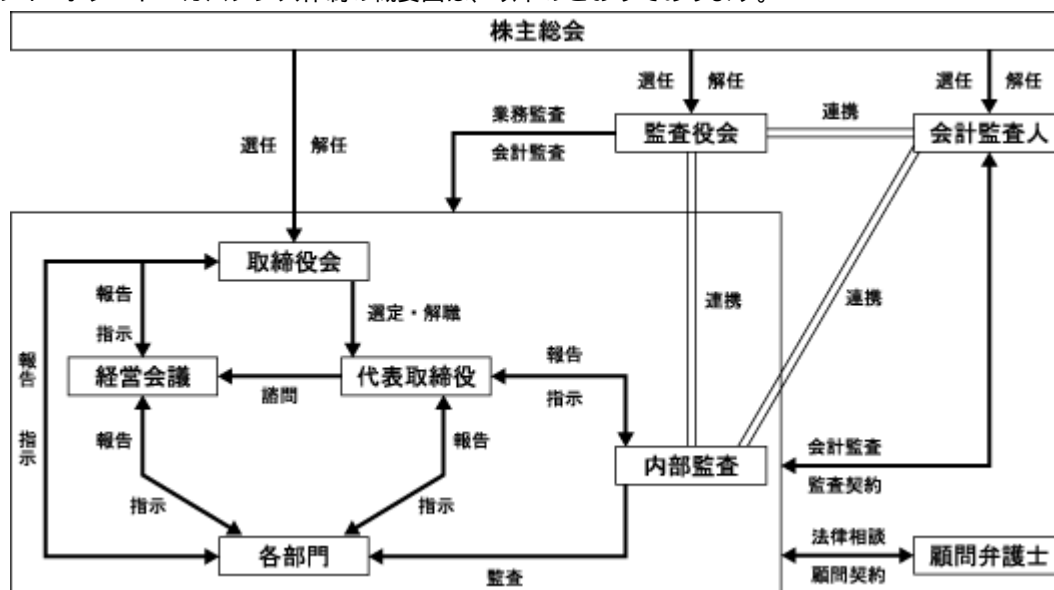 株主総会
選任 解任
選任 解任
選任 解任
業務監査
会計監査
監査役会
連携
会計監査人
取締役会
報告
指示
選定・解職
連携
連携
報告
指示
経営会議
諮問
代表取締役
報告
指示
報告
指示
報告
指示
内部監査
会計監査
監査契約
各部門
監査
法律相談
顧問契約
顧問弁護士